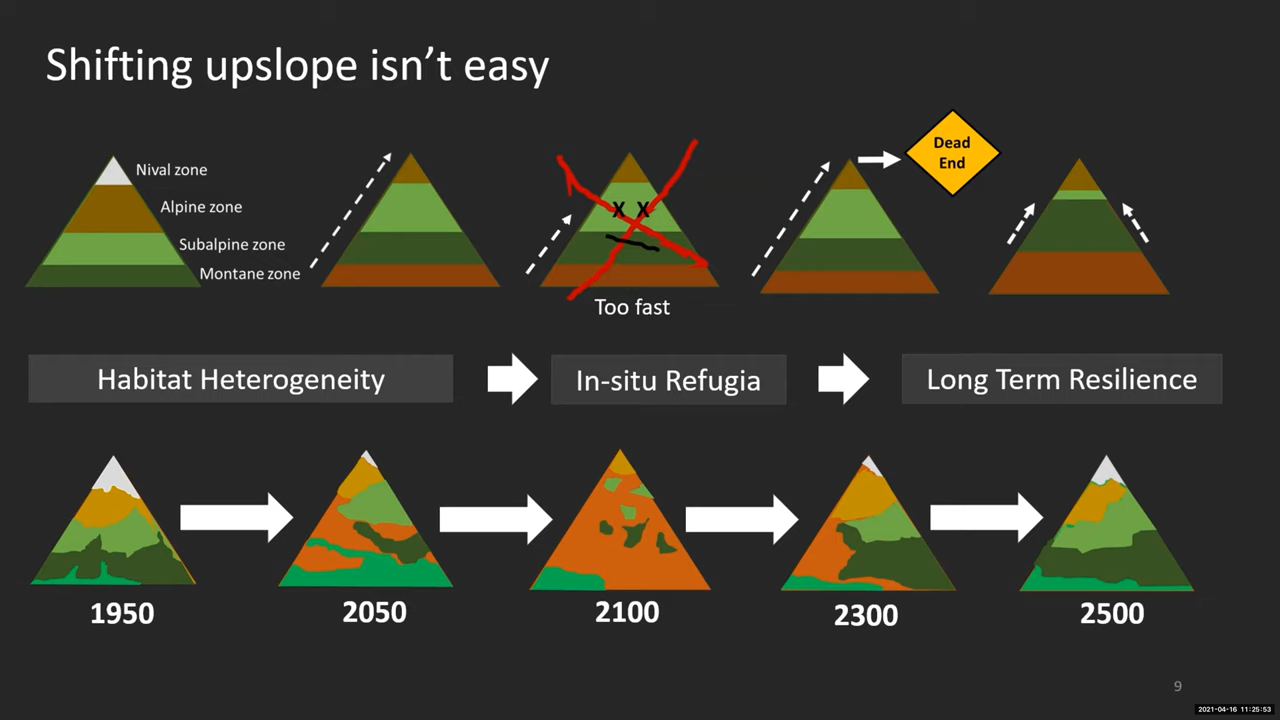 Shifting upslope isn’t easy
Nival zone
Alpine zone
Subalpine zone
Montane zone
X X
Too fast
Dead
End
Habitat Heterogeneity
In-situ Refugia
Long Term Resilience
1950
2050
2100
2300
2500
9
2021-04-16 11:25:53